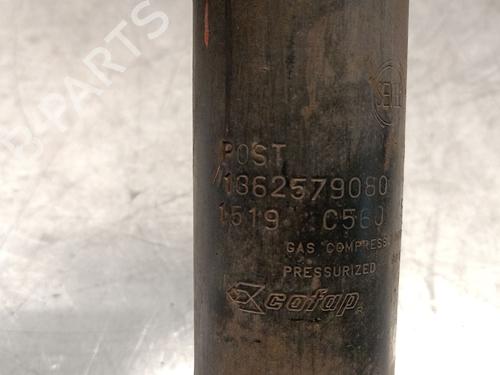 POST
1362579080
1519 C560
GAS COMPRESS
PRESSURIZED
cofap